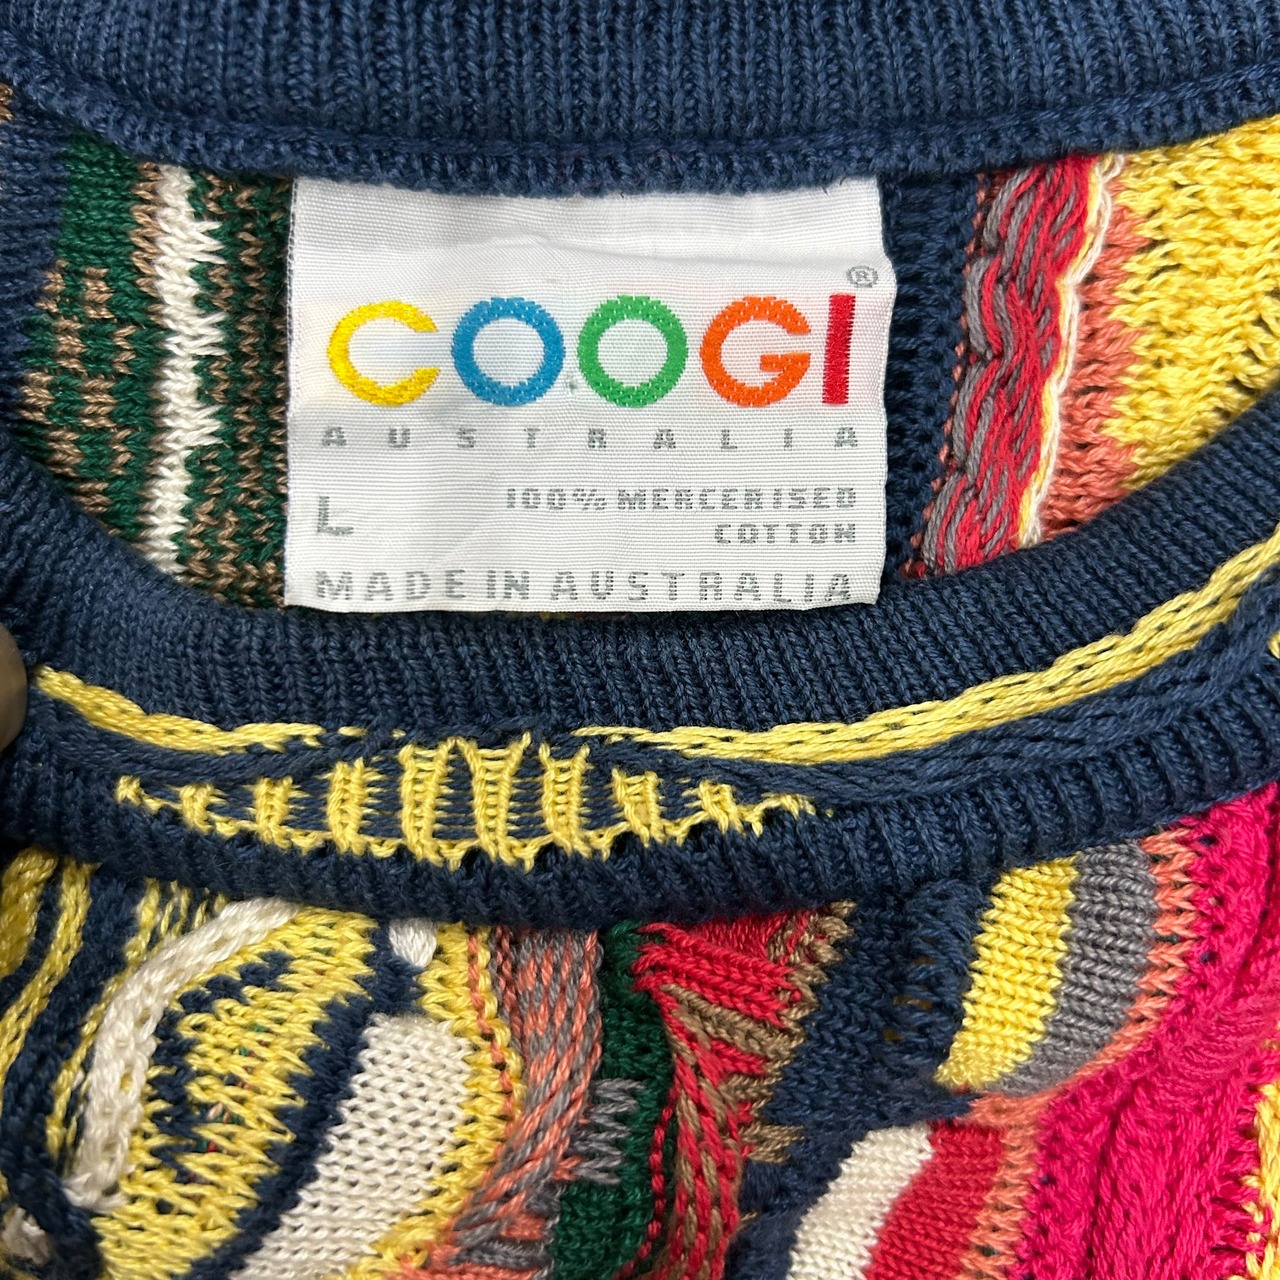 COOGI®
AUSTRALIA
L
100% MERCERISED
COTTON
MADE IN AUSTRALIA